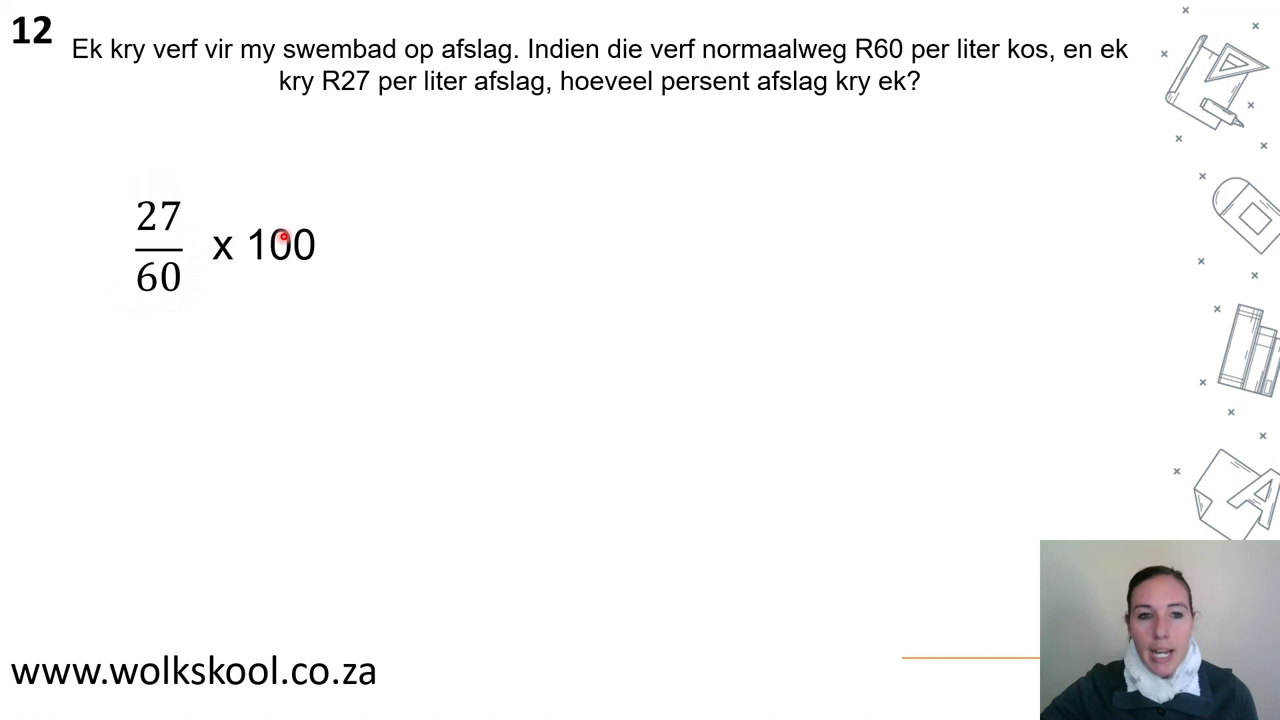 12
Ek kry verf vir my swembad op afslag. Indien die verf normaalweg R60 per liter kos, en ek
kry R27 per liter afslag, hoeveel persent afslag kry ek?
27
60
x 100
www.wolkskool.co.za